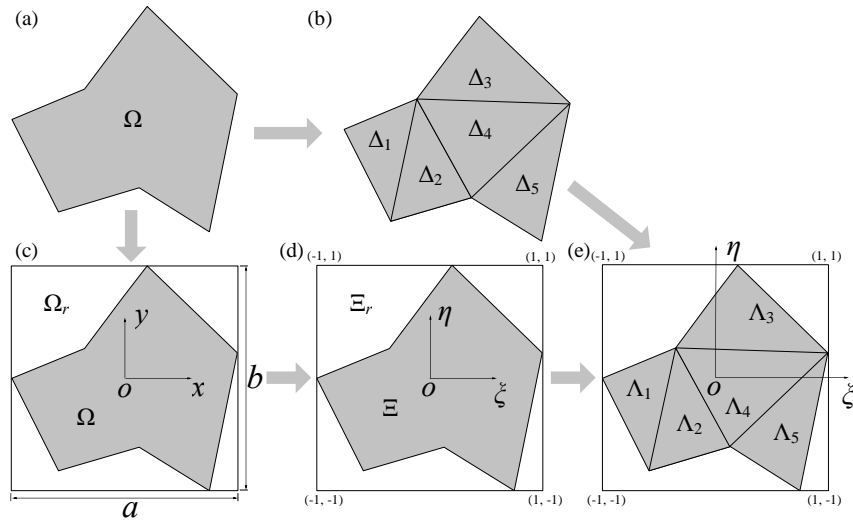 (a)
Ω
(b)
Δ1
Δ2
Δ3
Δ4
Δ5
(c)
Ωr
y
o
x
Ω
b
a
(d)
(-1, 1)
(1, 1)
Ξr
η
o
ξ
Ξ
(-1, -1)
(1, -1)
(e)
(-1, 1)
(1, 1)
η
Λ3
o
ξ
Λ1
Λ2
Λ4
Λ5
(-1, -1)
(1, -1)